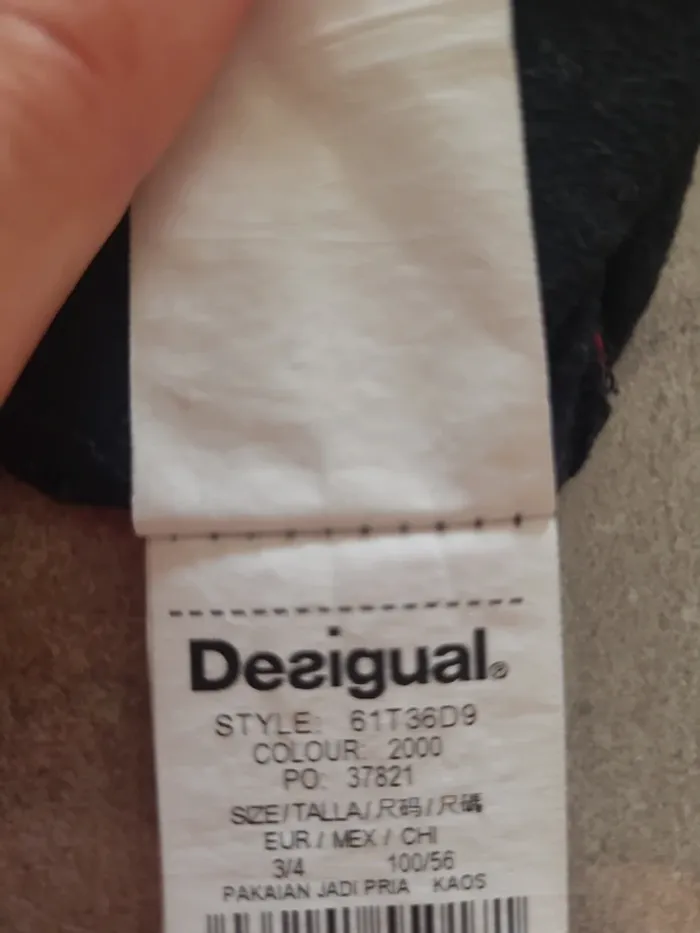 Desigual®
STYLE: 61T36D9
COLOUR: 2000
PO: 37821
SIZE/TALLA/尺码/尺碼
EUR / MEX / CHI
3/4 100/56
PAKAIAN JADI PRIA KAOS